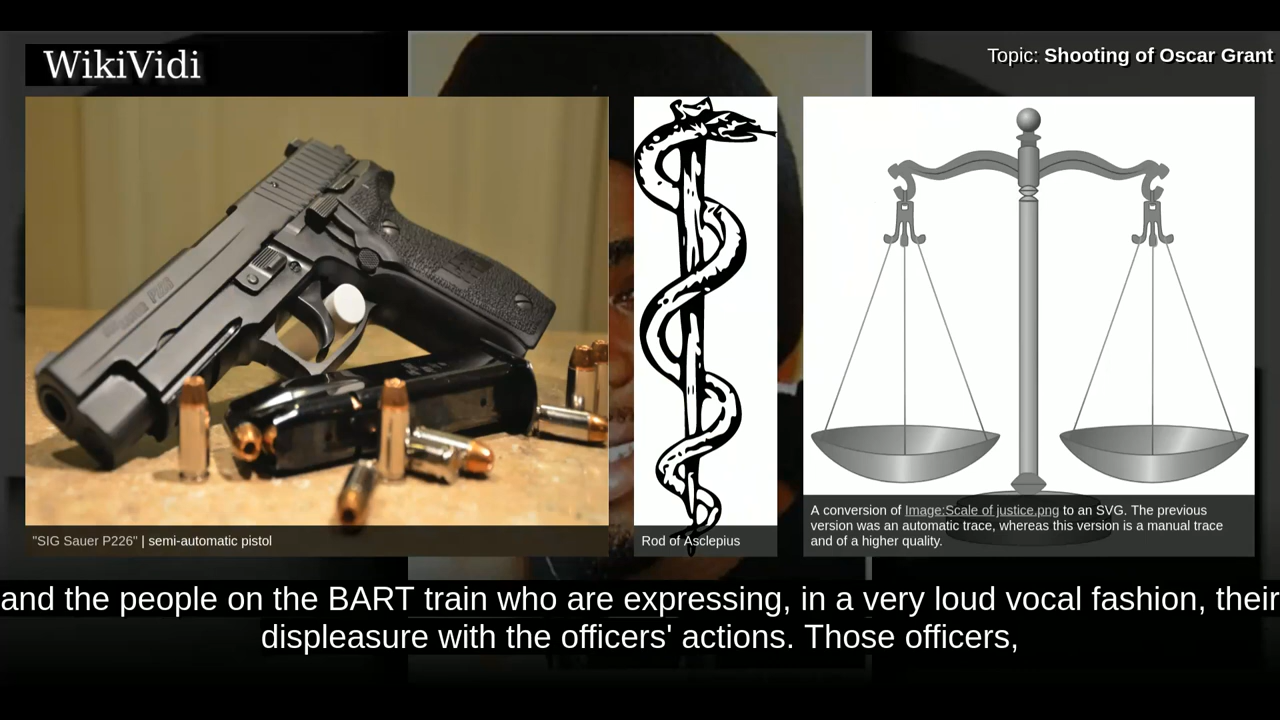 WikiVidi
Topic: Shooting of Oscar Grant
"SIG Sauer P226" | semi-automatic pistol
Rod of Asclepius
A conversion of Image:Scale of justice.png to an SVG. The previous
version was an automatic trace, whereas this version is a manual trace
and of a higher quality.
and the people on the BART train who are expressing, in a very loud vocal fashion, their
displeasure with the officers' actions. Those officers,